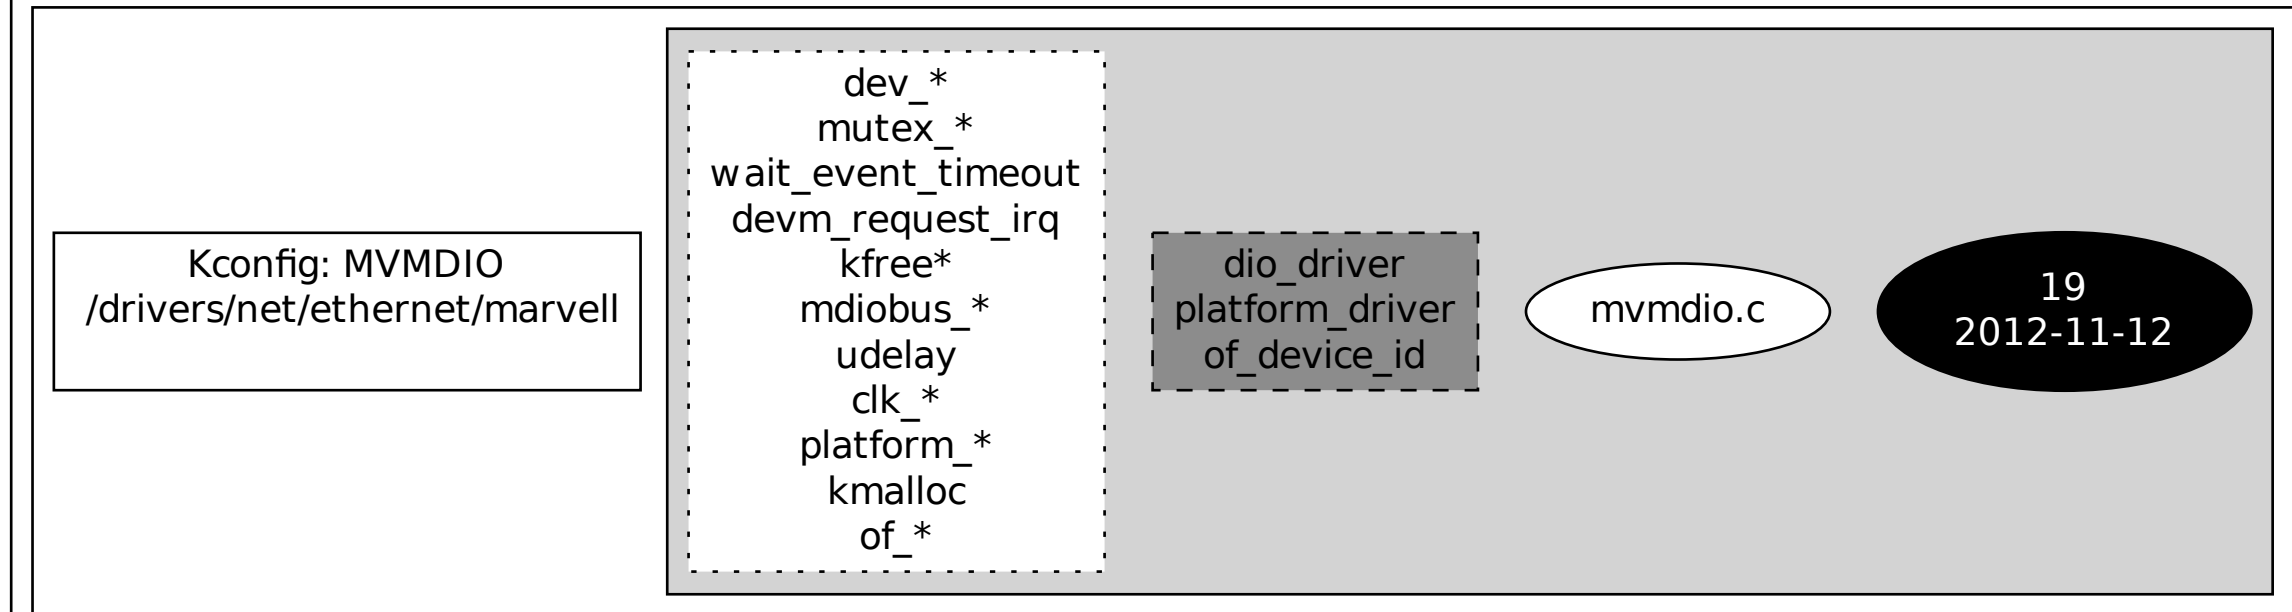 Kconfig: MVMDIO
/drivers/net/ethernet/marvell
dev_*
mutex_*
wait_event_timeout
devm_request_irq
kfree*
mdiobus_*
udelay
clk_*
platform_*
kmalloc
of_*
dio_driver
platform_driver
of_device_id
mvmdio.c
19
2012-11-12